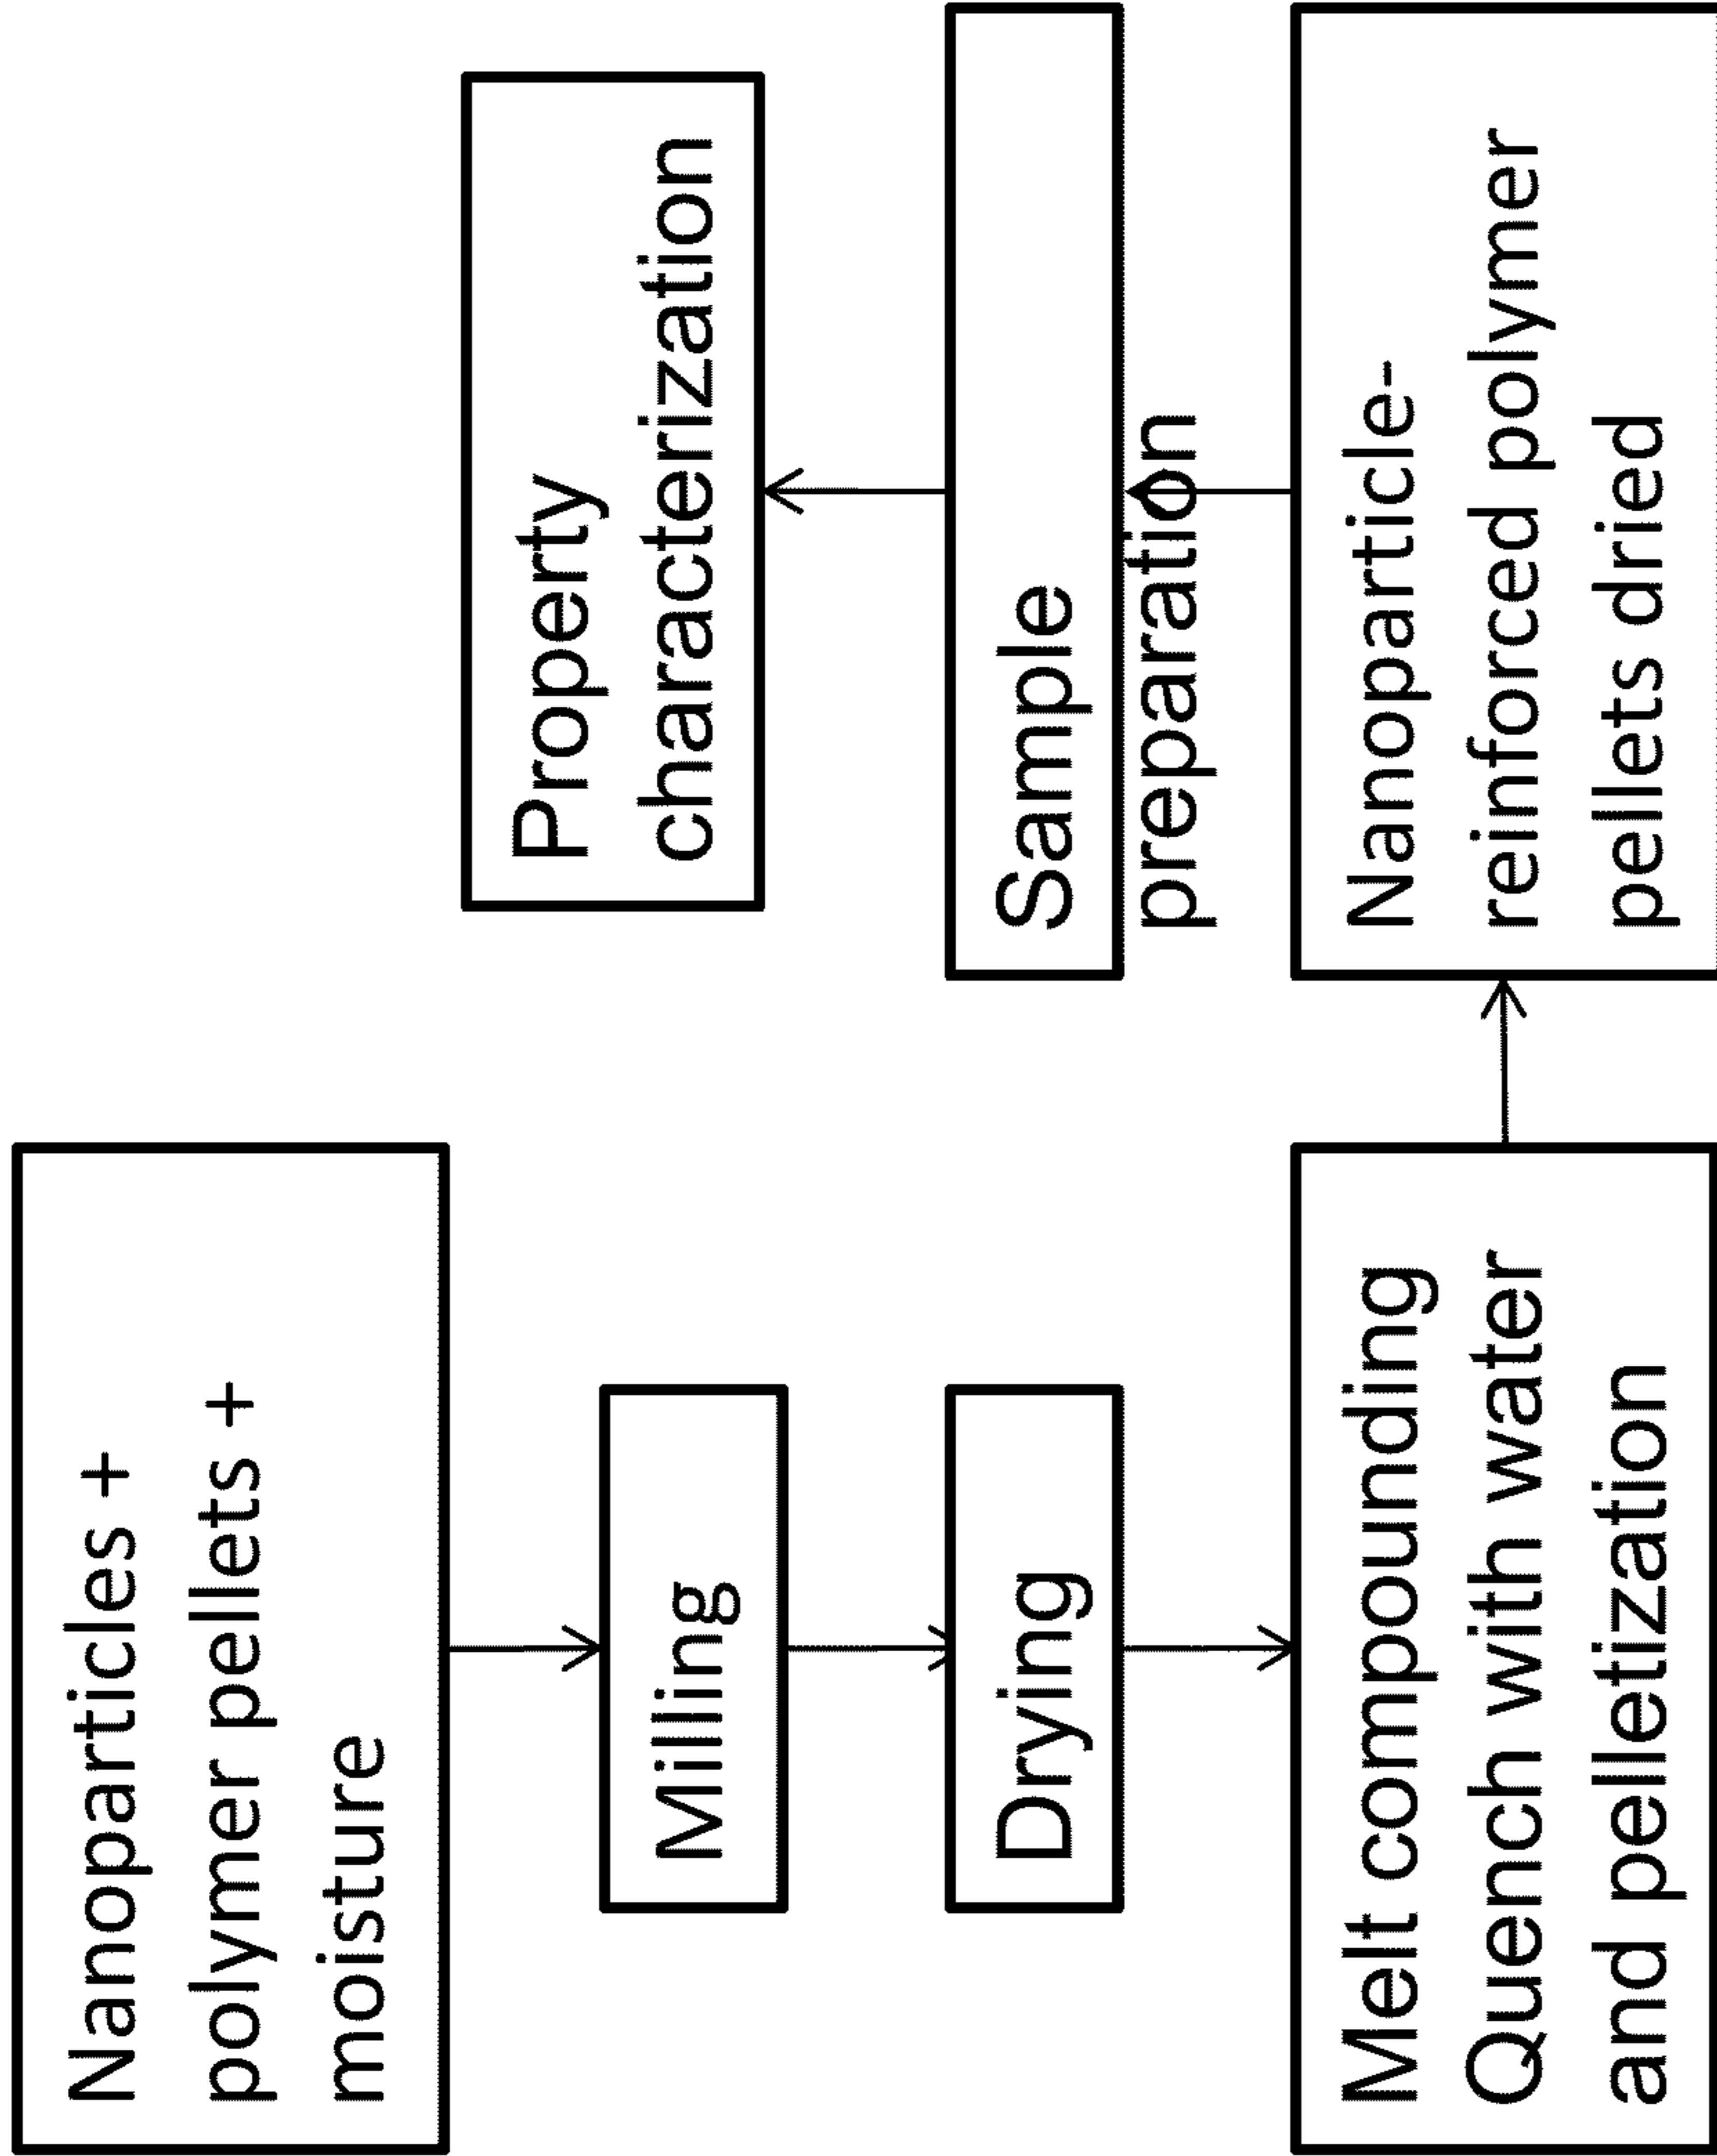 Nanoparticles +
polymer pellets +
moisture
Milling
Drying
Melt compounding
Quench with water
and pelletization
Nanoparticle-
reinforced polymer
pellets dried
Sample
preparation
Property
characterization